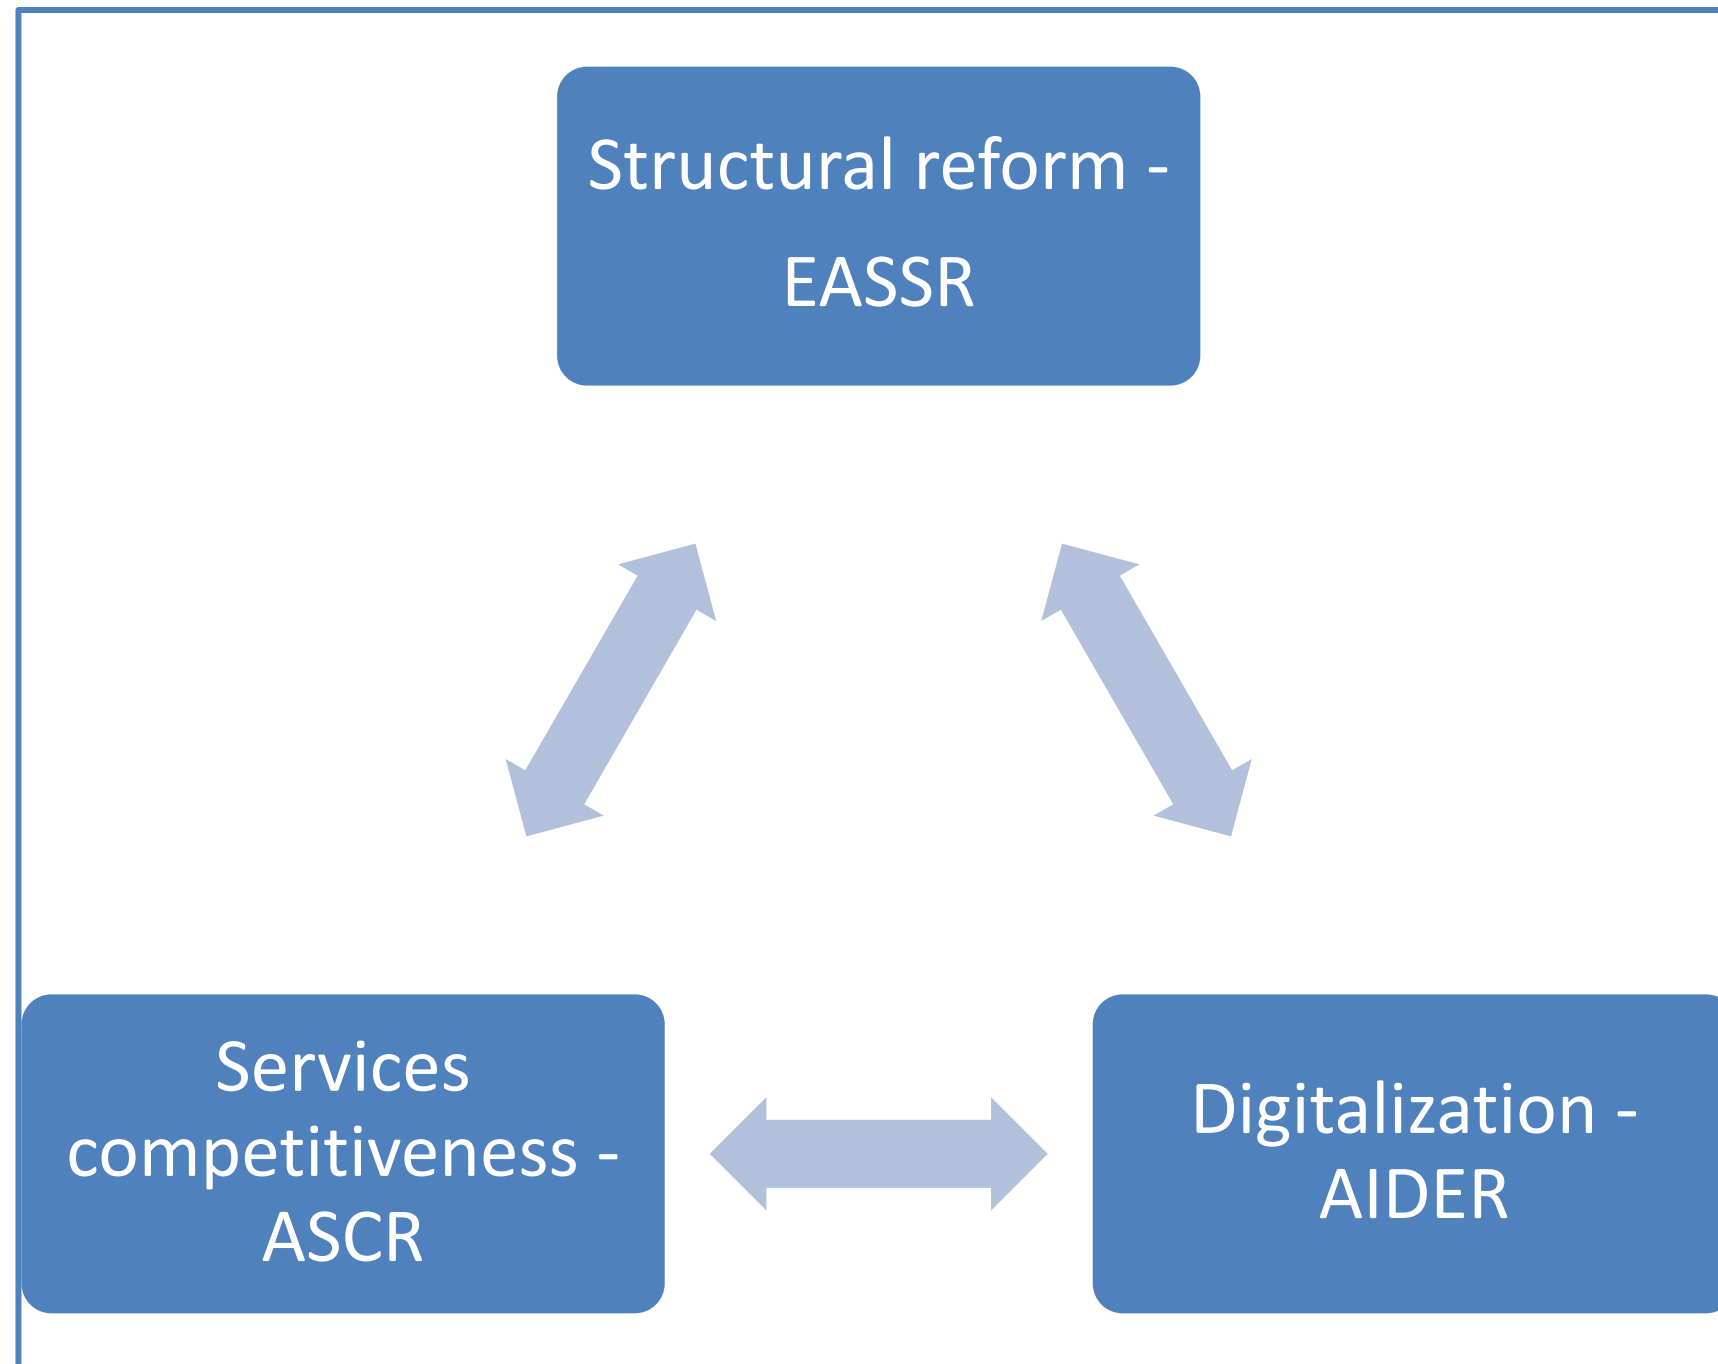 Structural reform -
EASSR
Services
competitiveness -
ASCR
Digitalization -
AIDER